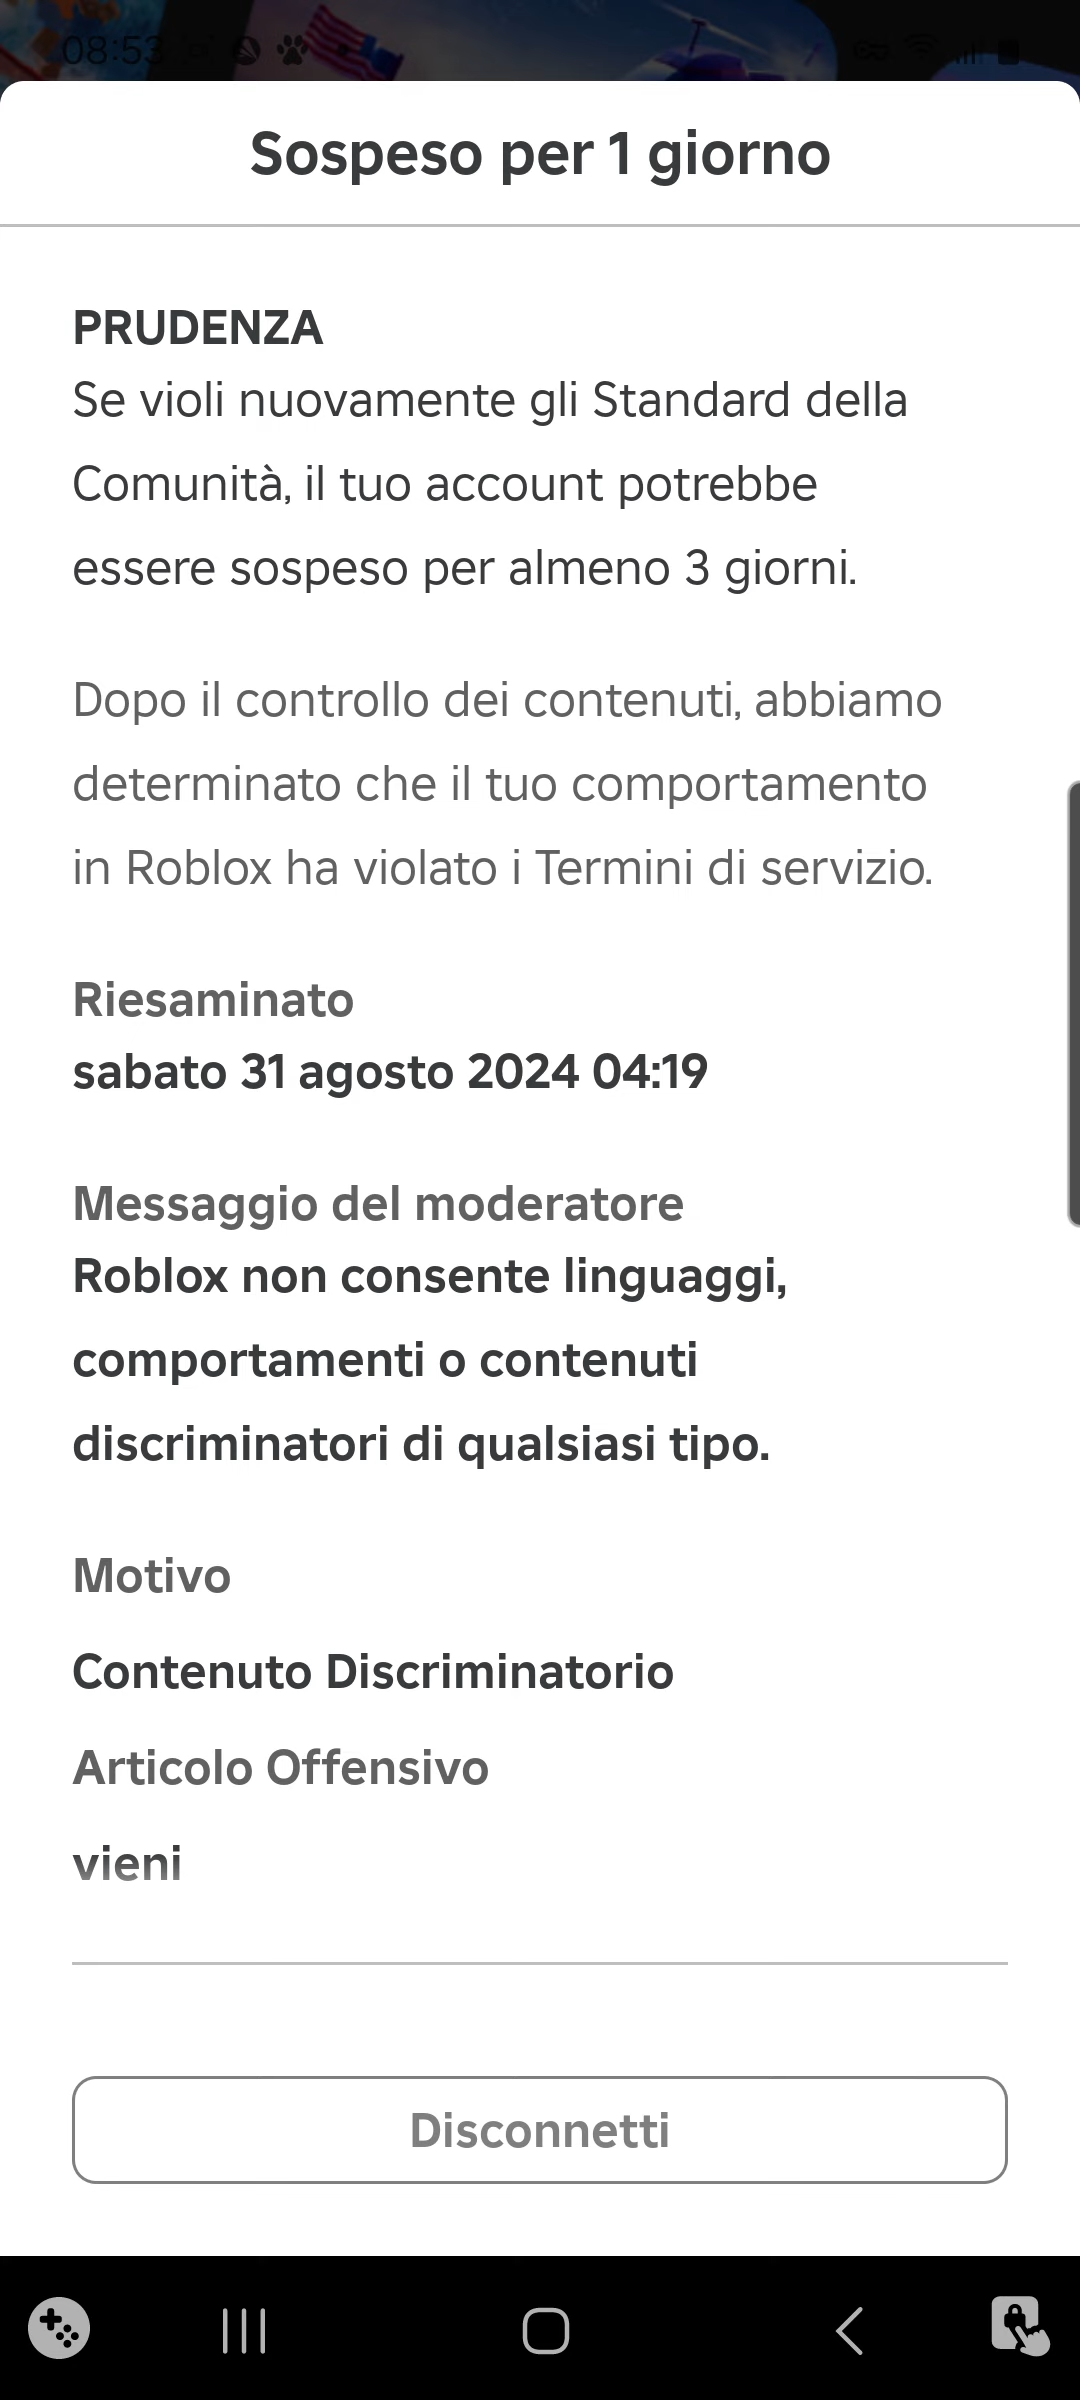 08:53
Sospeso per 1 giorno
PRUDENZA
Se violi nuovamente gli Standard della
Comunità, il tuo account potrebbe
essere sospeso per almeno 3 giorni.
Dopo il controllo dei contenuti, abbiamo
determinato che il tuo comportamento
in Roblox ha violato i Termini di servizio.
Riesaminato
sabato 31 agosto 2024 04:19
Messaggio del moderatore
Roblox non consente linguaggi,
comportamenti o contenuti
discriminatori di qualsiasi tipo.
Motivo
Contenuto Discriminatorio
Articolo Offensivo
vieni
Disconnetti